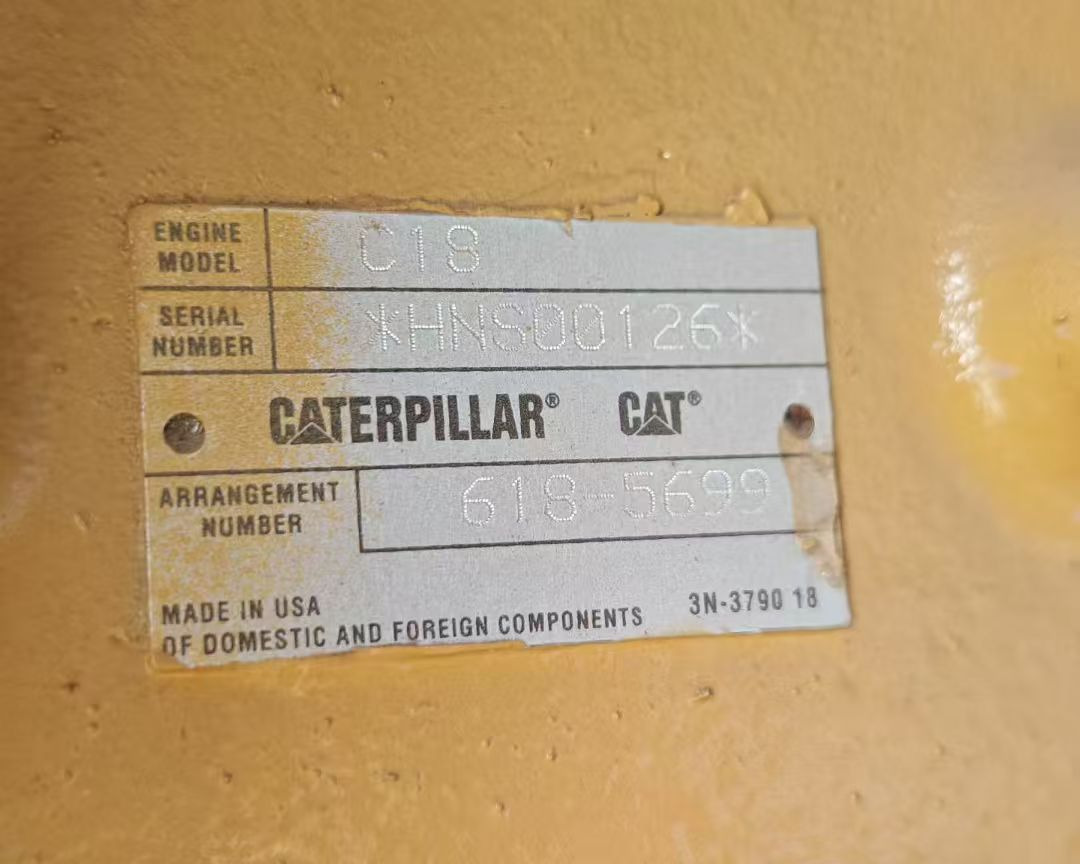 ENGINE MODEL C18
SERIAL NUMBER *HNS00126*
CATERPILLAR® CAT®
ARRANGEMENT NUMBER 618-5699
MADE IN USA
OF DOMESTIC AND FOREIGN COMPONENTS
3N-3790 18